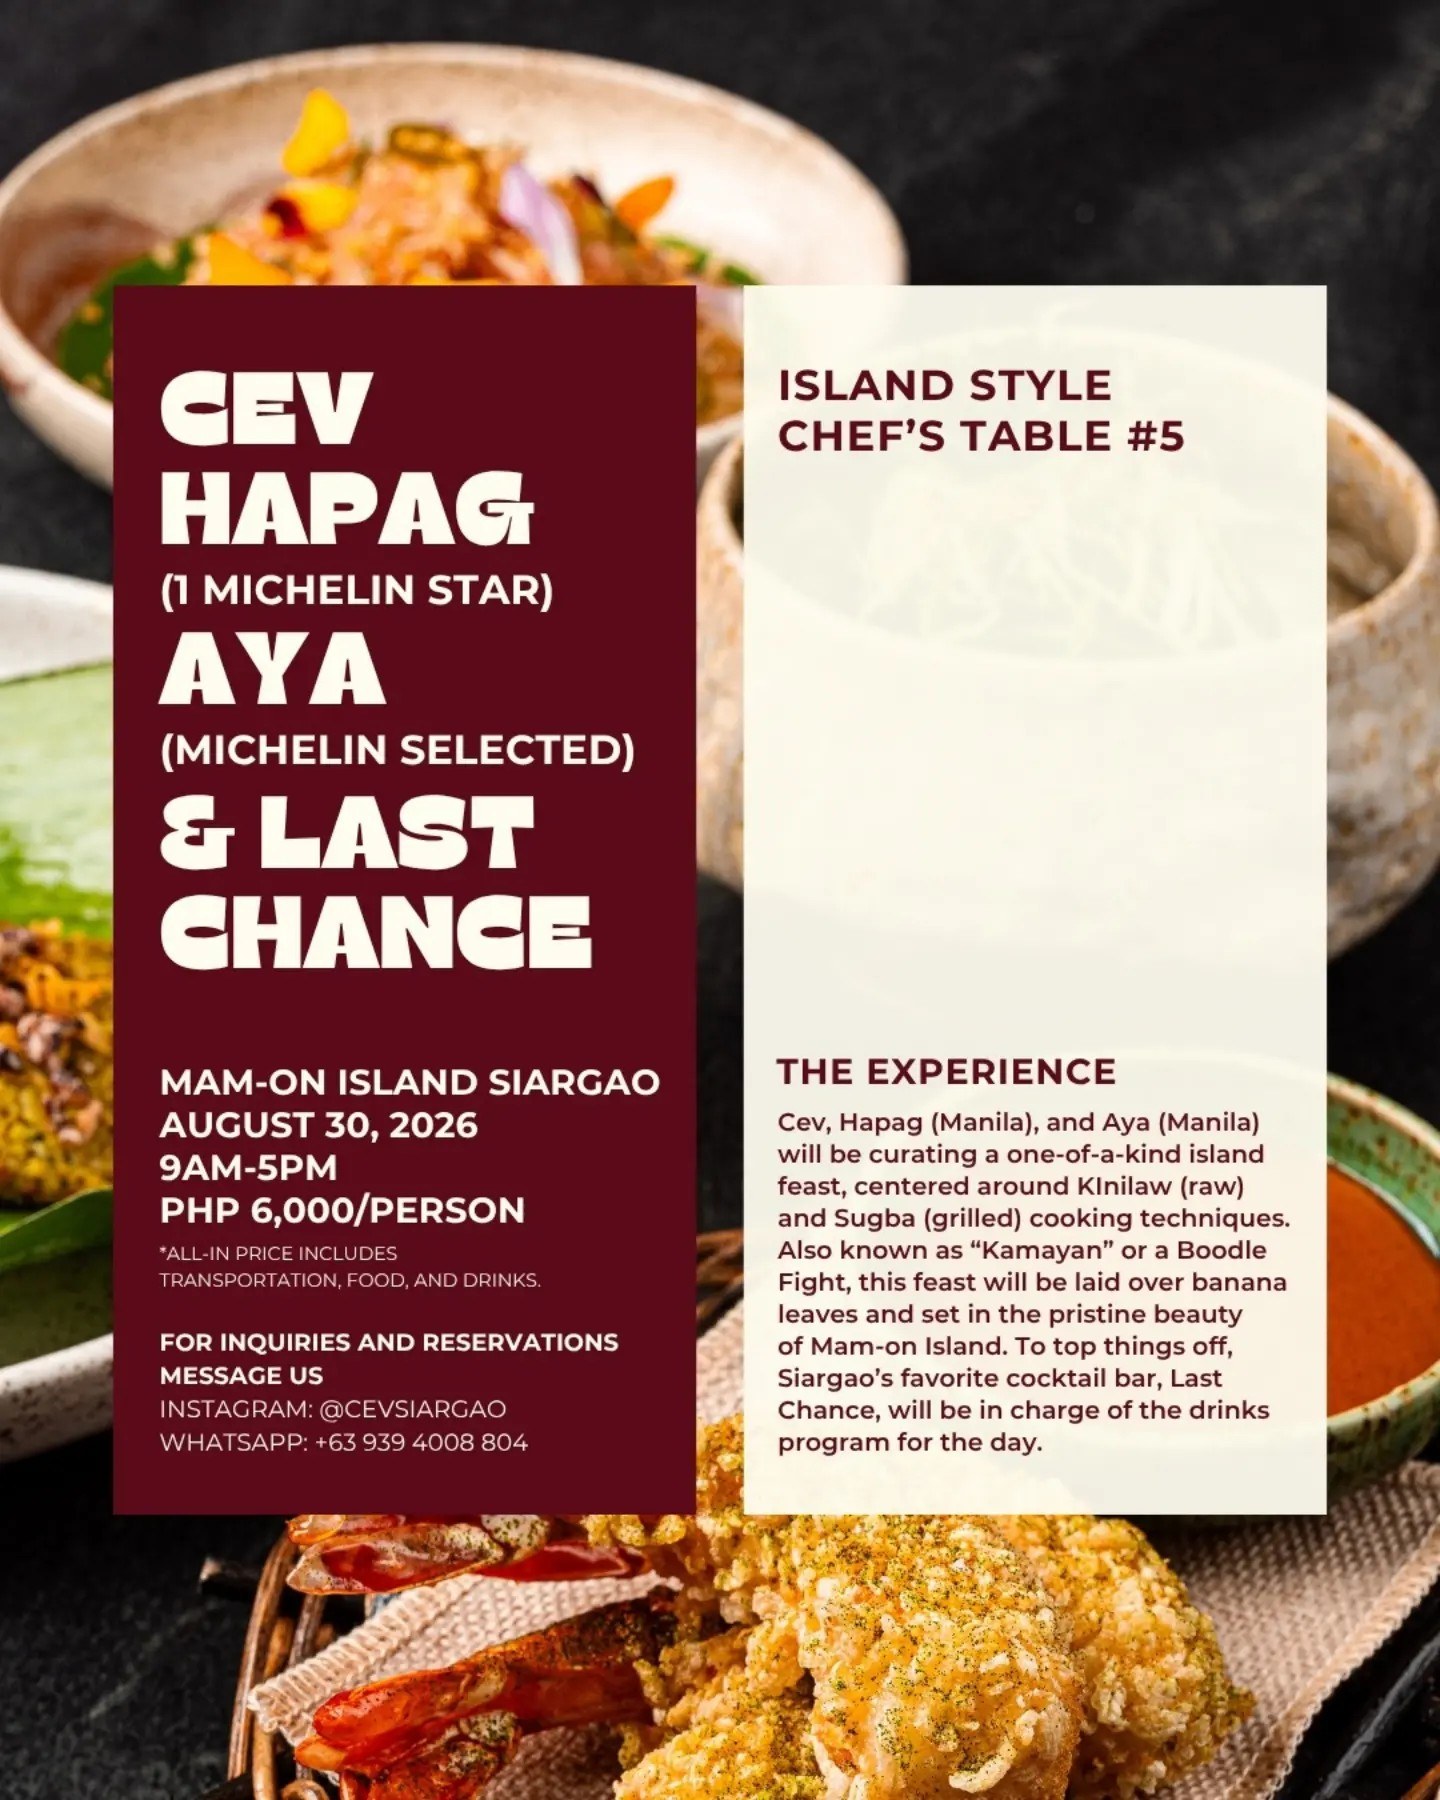 CEV
HAPAG
(1 MICHELIN STAR)
AYA
(MICHELIN SELECTED)
& LAST
CHANCE
MAM-ON ISLAND SIARGAO
AUGUST 30, 2026
9AM-5PM
PHP 6,000/PERSON
*ALL-IN PRICE INCLUDES
TRANSPORTATION, FOOD, AND DRINKS.
FOR INQUIRIES AND RESERVATIONS
MESSAGE US
INSTAGRAM: @CEVSIARGAO
WHATSAPP: +63 939 4008 804
ISLAND STYLE
CHEF’S TABLE #5
THE EXPERIENCE
Cev, Hapag (Manila), and Aya (Manila)
will be curating a one-of-a-kind island
feast, centered around KInilaw (raw)
and Sugba (grilled) cooking techniques.
Also known as “Kamayan” or a Boodle
Fight, this feast will be laid over banana
leaves and set in the pristine beauty
of Mam-on Island. To top things off,
Siargao’s favorite cocktail bar, Last
Chance, will be in charge of the drinks
program for the day.